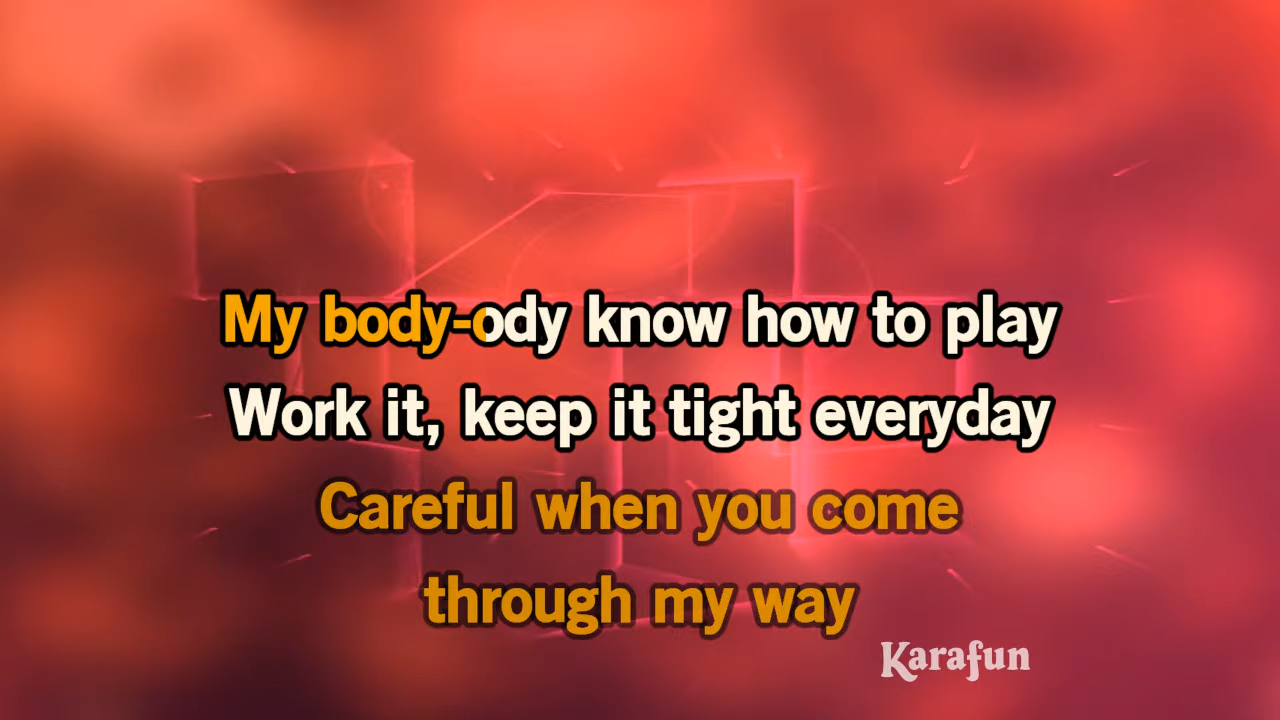 My body-ody know how to play
Work it, keep it tight everyday
Careful when you come
through my way
Karafun